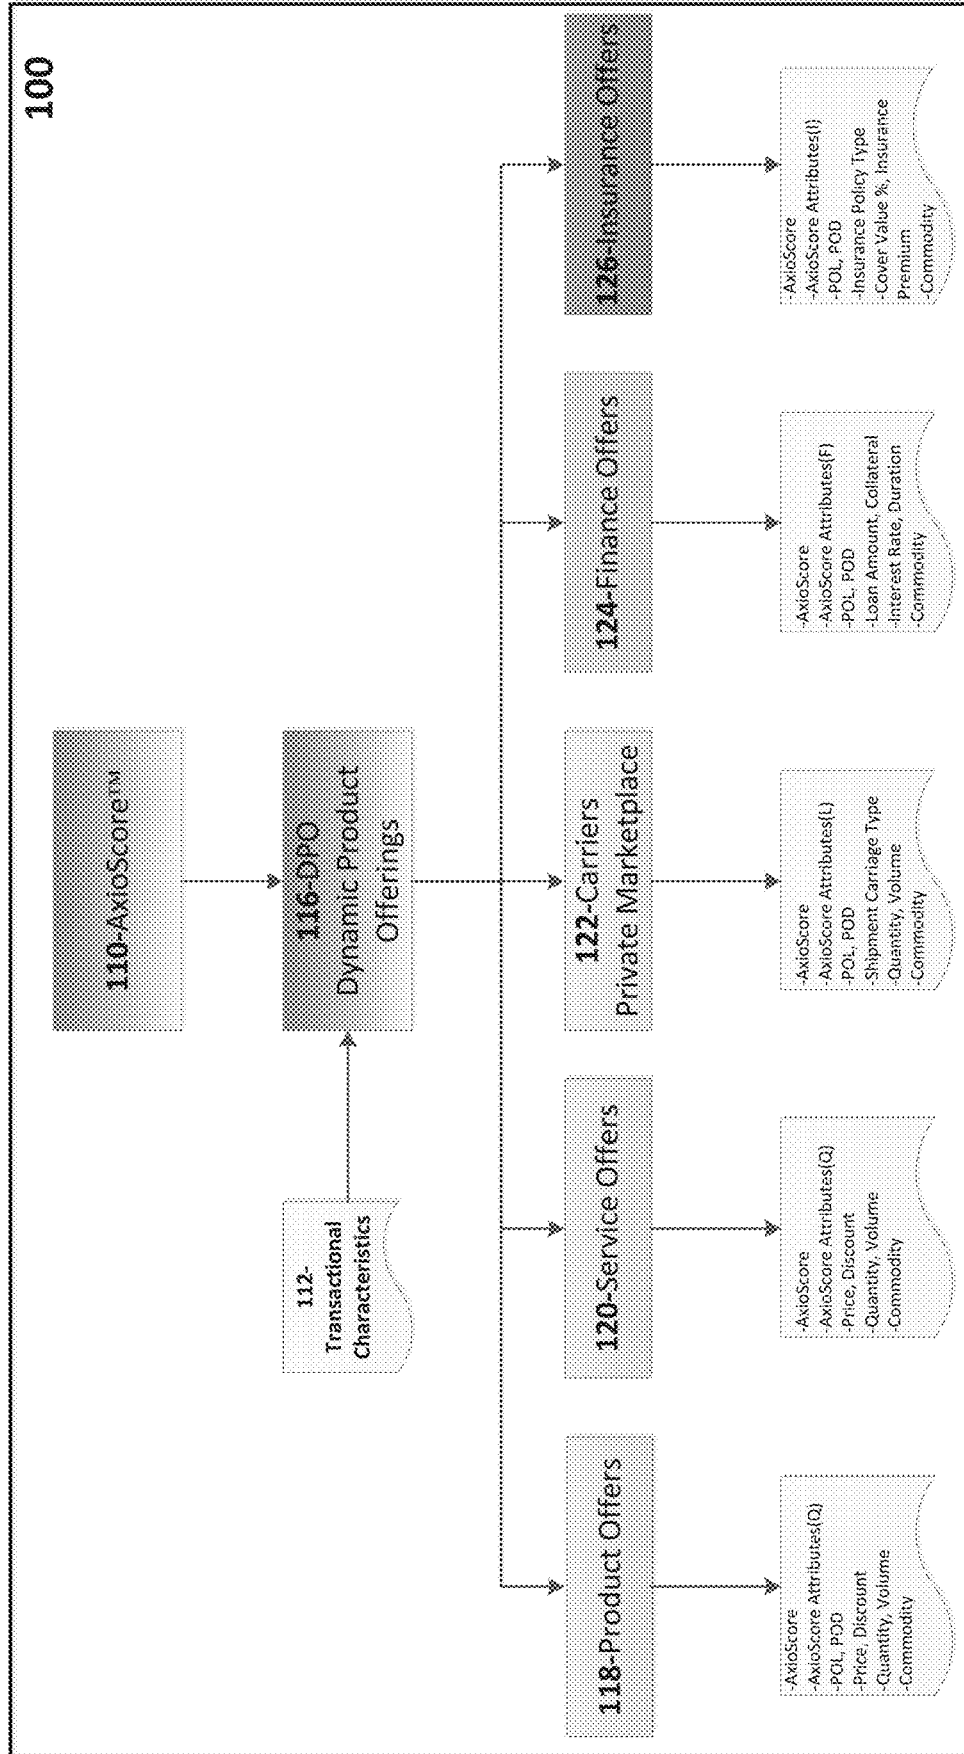 100
110-AxioScore™
112-
Transactional
Characteristics
116-DPO
Dynamic Product
Offerings
118-Product Offers
120-Service Offers
122-Carriers
Private Marketplace
124-Finance Offers
126-Insurance Offers
-AxioScore
-AxioScore Attributes(Q)
-POL, POD
-Price, Discount
-Quantity, Volume
-Commodity
-AxioScore
-AxioScore Attributes(Q)
-Price, Discount
-Quantity, Volume
-Commodity
-AxioScore
-AxioScore Attributes(L)
-POL, POD
-Shipment Carriage Type
-Quantity, Volume
-Commodity
-AxioScore
-AxioScore Attributes(F)
-POL, POD
-Loan Amount, Collateral
-Interest Rate, Duration
-Commodity
-AxioScore
-AxioScore Attributes(I)
-POL, POD
-Insurance Policy Type
-Cover Value %, Insurance
Premium
-Commodity